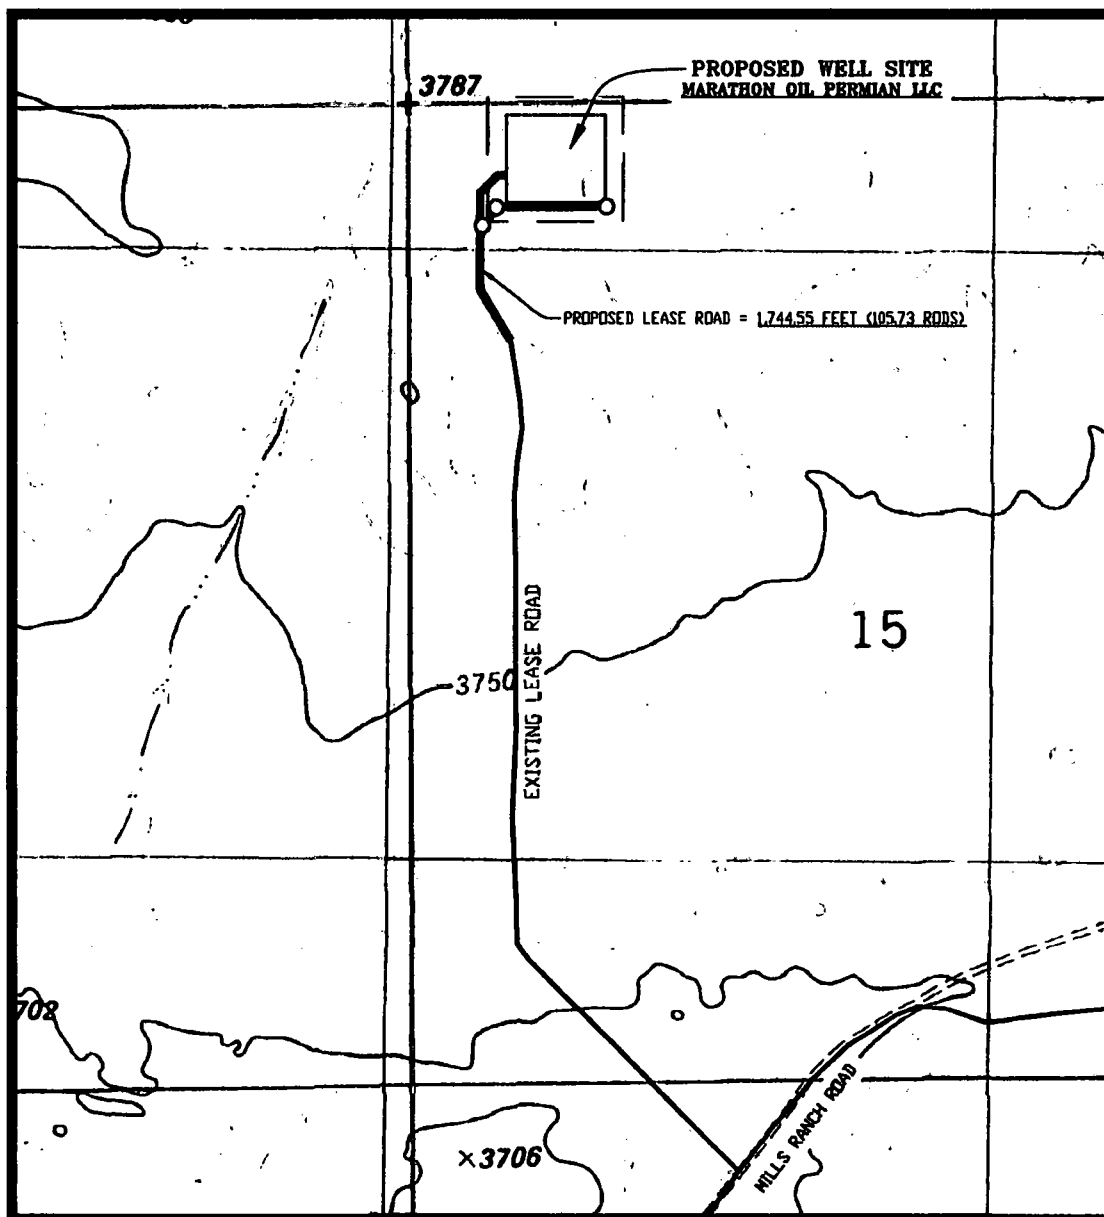 3787
PROPOSED WELL SITE
MARATHON OIL PERMIAN LLC
PROPOSED LEASE ROAD = 1,744.55 FEET (105.73 RODS)
15
EXISTING LEASE ROAD
3750
702
MILLS RANCH ROAD
×3706